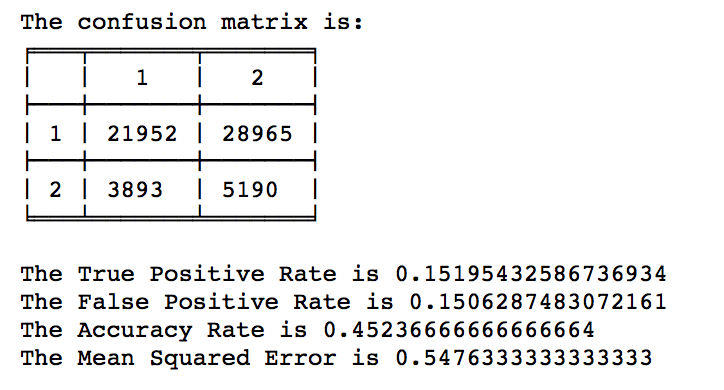 The confusion matrix is:
1 2
1 21952 28965
2 3893 5190
The True Positive Rate is 0.15195432586736934
The False Positive Rate is 0.1506287483072161
The Accuracy Rate is 0.45236666666666664
The Mean Squared Error is 0.5476333333333333